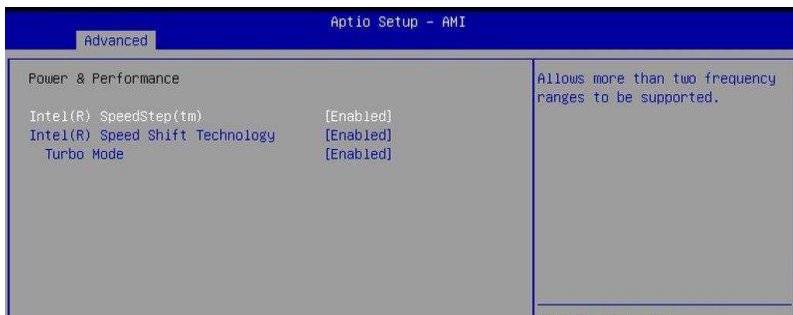 Aptio Setup - AMI
Advanced
Power & Performance
Intel(R) SpeedStep(tm) [Enabled]
Intel(R) Speed Shift Technology [Enabled]
Turbo Mode [Enabled]
Allows more than two frequency
ranges to be supported.